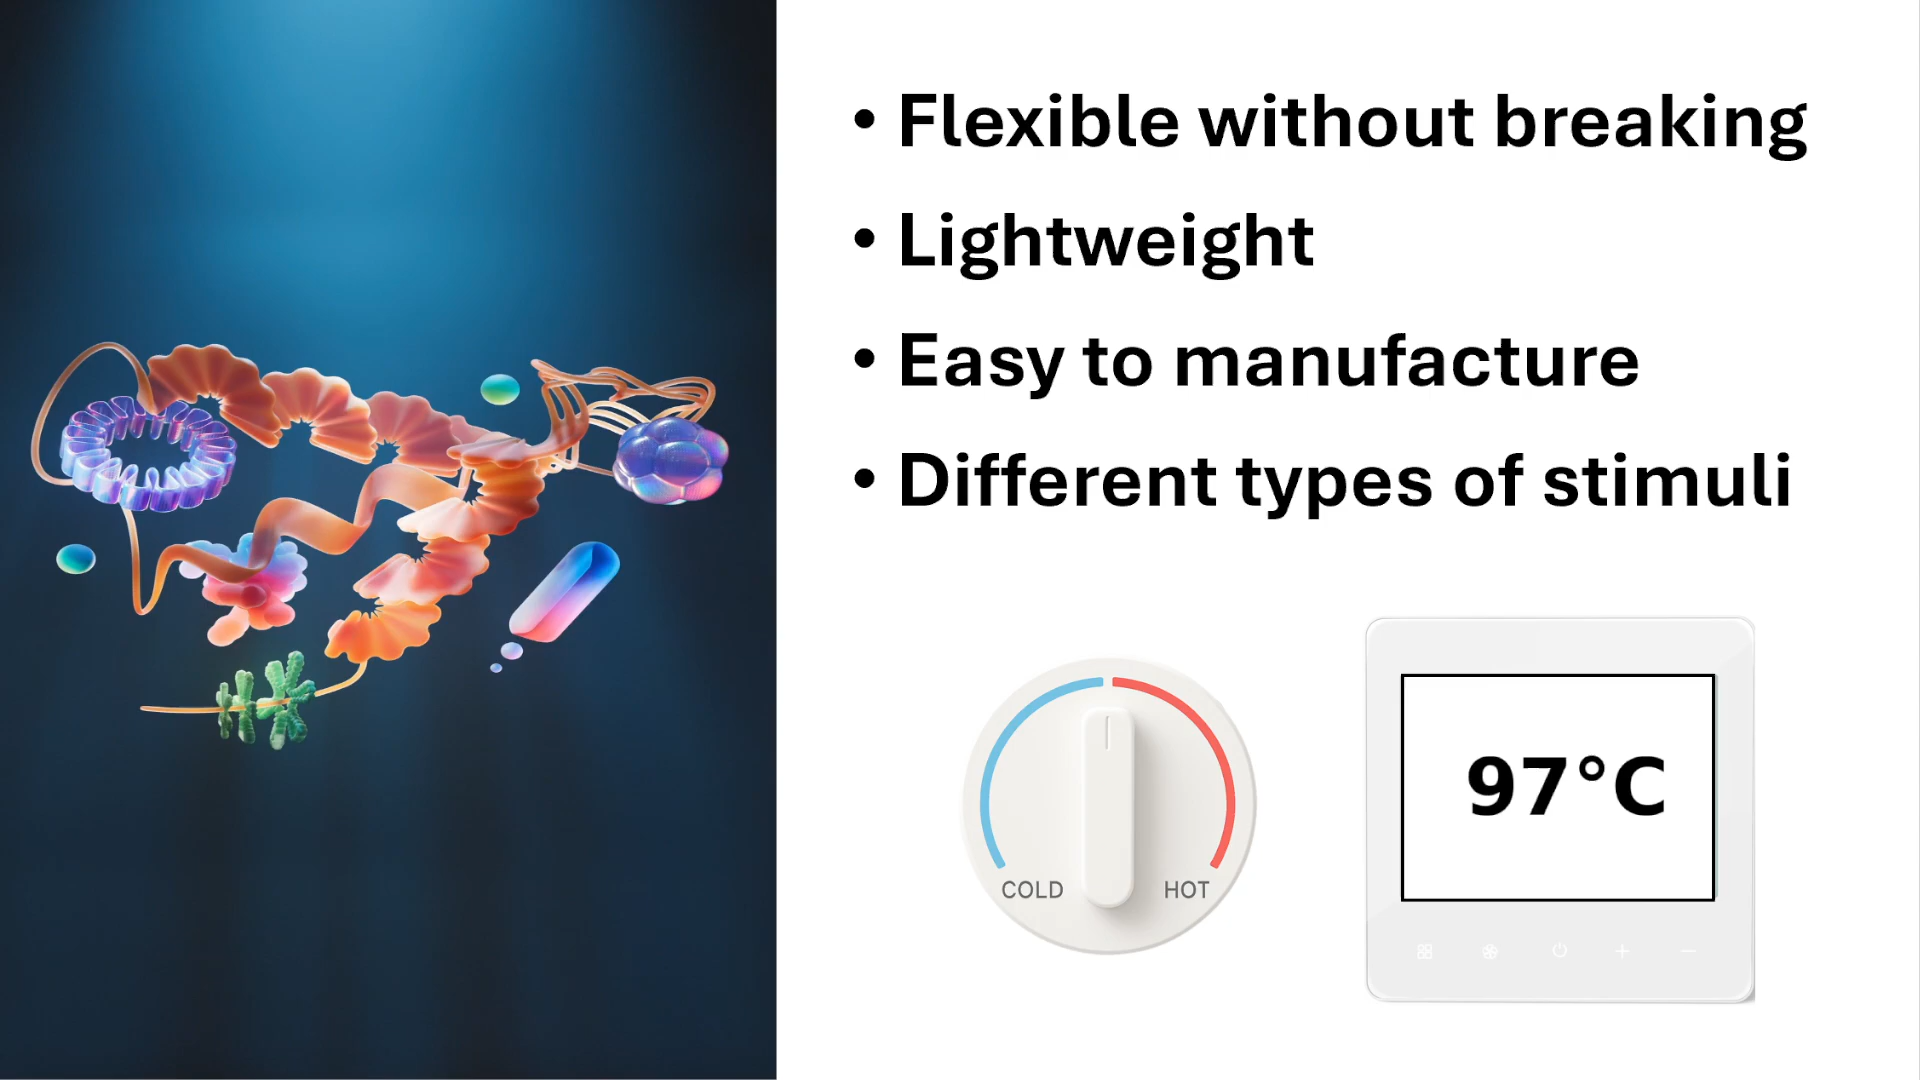 • Flexible without breaking
• Lightweight
• Easy to manufacture
• Different types of stimuli
COLD HOT
97°C